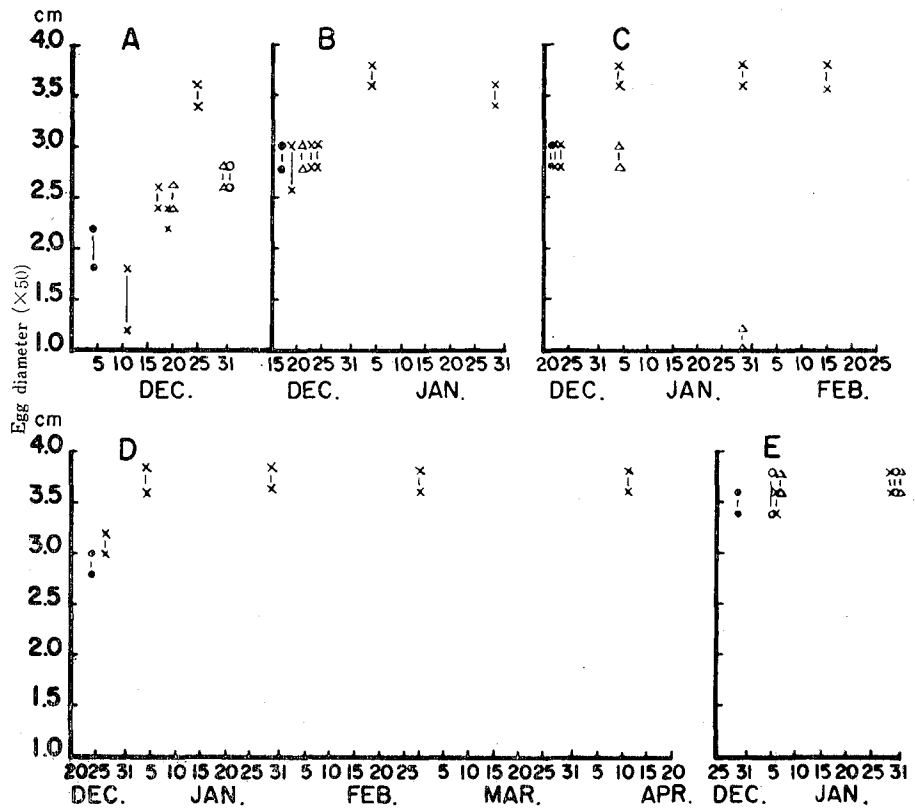 cm
A B C
4.0
3.5
3.0
2.5
2.0
1.5
1.0
5 10 15 20 25 31
DEC.
15 20 25 31 5 10 15 20 25 31
DEC. JAN.
20 25 31 5 10 15 20 25 31 5 10 15 20 25
DEC. JAN. FEB.
Egg diameter (×50)
cm
D E
4.0
3.5
3.0
2.5
2.0
1.5
1.0
20 25 31 5 10 15 20 25 31 5 10 15 20 25 5 10 15 20 25 31 5 10 15 20
DEC. JAN. FEB. MAR. APR.
25 31 5 10 15 20 25 31
DEC. JAN.